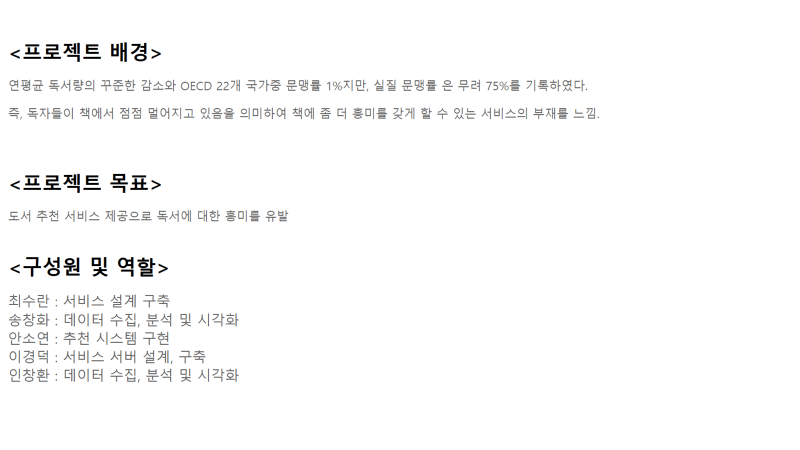 <프로젝트 배경>
연평균 독서량의 꾸준한 감소와 OECD 22개 국가중 문맹률 1%지만, 실질 문맹률 은 무려 75%를 기록하였다.
즉, 독자들이 책에서 점점 멀어지고 있음을 의미하여 책에 좀 더 흥미를 갖게 할 수 있는 서비스의 부재를 느낌.
<프로젝트 목표>
도서 추천 서비스 제공으로 독서에 대한 흥미를 유발
<구성원 및 역할>
최수란 : 서비스 설계 구축
송창화 : 데이터 수집, 분석 및 시각화
안소연 : 추천 시스템 구현
이경덕 : 서비스 서버 설계, 구축
인창환 : 데이터 수집, 분석 및 시각화